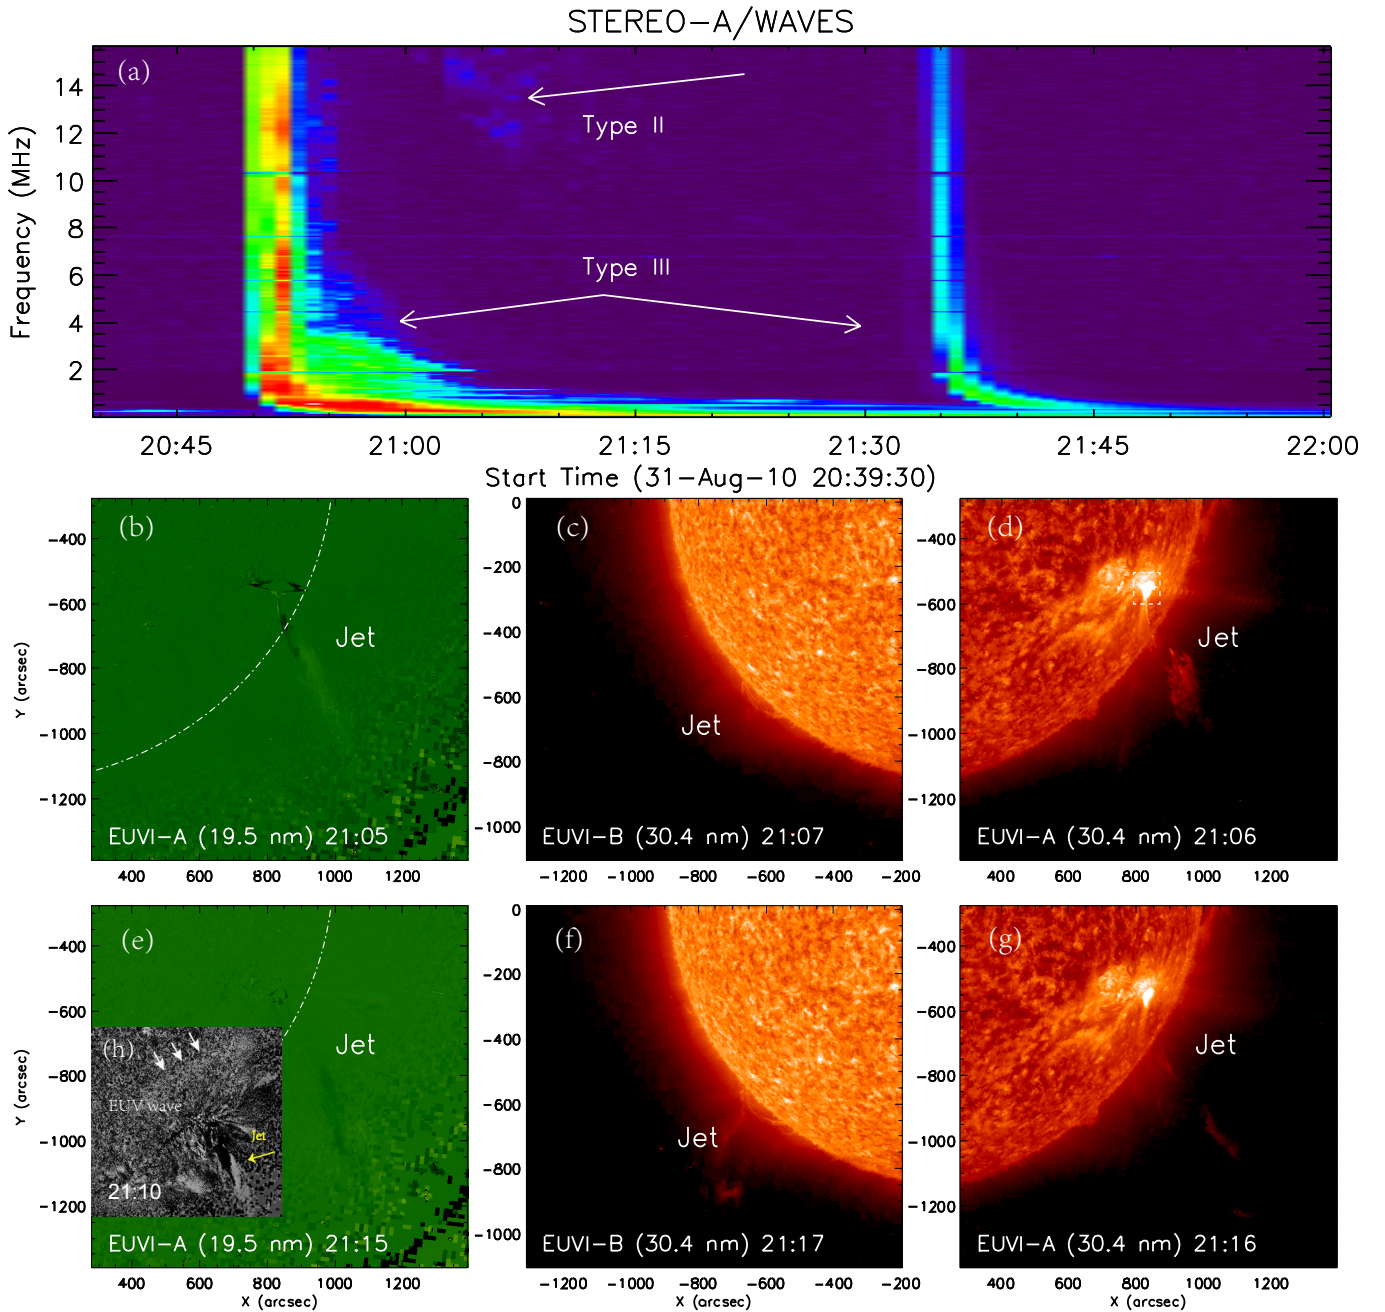 STEREO-A/WAVES
(a)
Type II
Type III
Frequency (MHz)
14
12
10
8
6
4
2
20:45 21:00 21:15 21:30 21:45 22:00
Start Time (31-Aug-10 20:39:30)
(b)
Jet
EUVI-A (19.5 nm) 21:05
Y (arcsec)
-400
-600
-800
-1000
-1200
400 600 800 1000 1200
(c)
Jet
EUVI-B (30.4 nm) 21:07
0
-200
-400
-600
-800
-1000
-1200 -1000 -800 -600 -400 -200
(d)
Jet
EUVI-A (30.4 nm) 21:06
-400
-600
-800
-1000
-1200
400 600 800 1000 1200
(e)
Jet
(h)
EUV wave
Jet
21:10
EUVI-A (19.5 nm) 21:15
Y (arcsec)
-400
-600
-800
-1000
-1200
400 600 800 1000 1200
X (arcsec)
(f)
Jet
EUVI-B (30.4 nm) 21:17
0
-200
-400
-600
-800
-1000
-1200 -1000 -800 -600 -400 -200
X (arcsec)
(g)
Jet
EUVI-A (30.4 nm) 21:16
-400
-600
-800
-1000
-1200
400 600 800 1000 1200
X (arcsec)